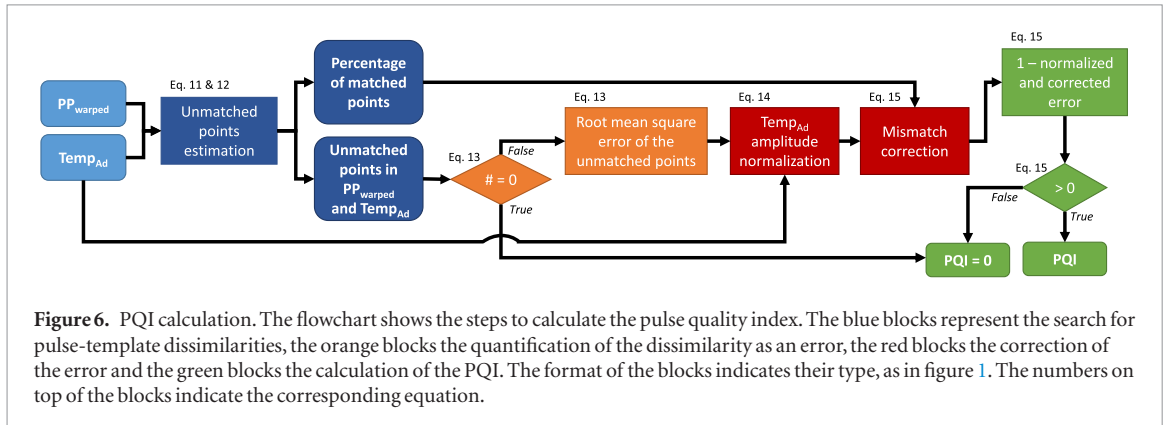 PPwarped
TempAd
Eq. 11 & 12
Unmatched
points
estimation
Percentage
of matched
points
Unmatched
points in
PPwarped
and TempAd
Eq. 13
# = 0
False
True
Eq. 13
Root mean square
error of the
unmatched points
Eq. 14
TempAd
amplitude
normalization
Eq. 15
Mismatch
correction
Eq. 15
1 – normalized
and corrected
error
Eq. 15
> 0
False
True
PQI = 0
PQI
Figure 6. PQI calculation. The flowchart shows the steps to calculate the pulse quality index. The blue blocks represent the search for
pulse-template dissimilarities, the orange blocks the quantification of the dissimilarity as an error, the red blocks the correction of
the error and the green blocks the calculation of the PQI. The format of the blocks indicates their type, as in figure 1. The numbers on
top of the blocks indicate the corresponding equation.